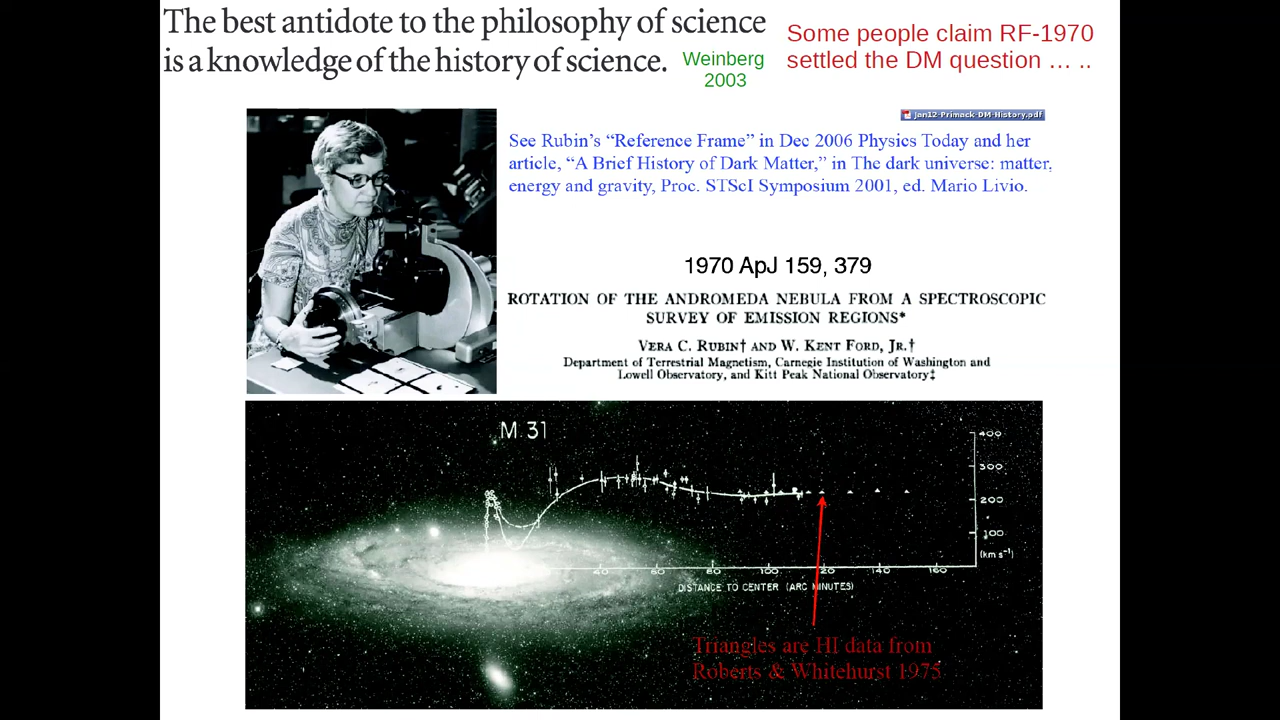 The best antidote to the philosophy of science
is a knowledge of the history of science.
Weinberg
2003
Some people claim RF-1970
settled the DM question … ..
Jan12-Primack-DM-History.pdf
See Rubin's “Reference Frame” in Dec 2006 Physics Today and her
article, “A Brief History of Dark Matter,” in The dark universe: matter,
energy and gravity, Proc. STScI Symposium 2001, ed. Mario Livio.
1970 ApJ 159, 379
ROTATION OF THE ANDROMEDA NEBULA FROM A SPECTROSCOPIC
SURVEY OF EMISSION REGIONS*
VERA C. RUBIN† AND W. KENT FORD, JR.†
Department of Terrestrial Magnetism, Carnegie Institution of Washington and
Lowell Observatory, and Kitt Peak National Observatory‡
M 31
400
300
200
100
(km s⁻¹)
40 60 80 100 120 140 160
DISTANCE TO CENTER (ARC MINUTES)
Triangles are HI data from
Roberts & Whitehurst 1975